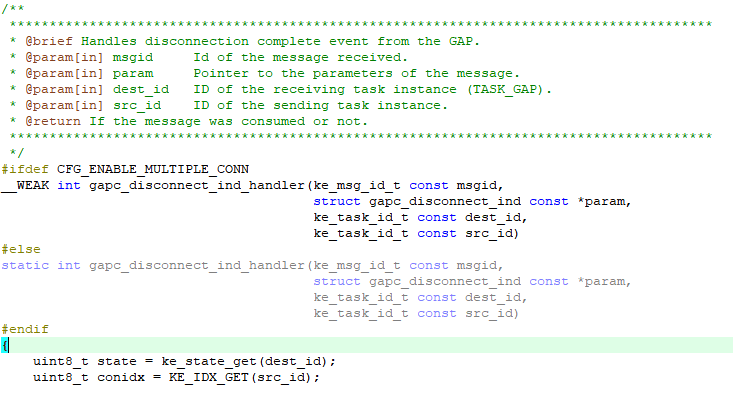 /**
 ****************************************************************************************
 * @brief Handles disconnection complete event from the GAP.
 * @param[in] msgid     Id of the message received.
 * @param[in] param     Pointer to the parameters of the message.
 * @param[in] dest_id   ID of the receiving task instance (TASK_GAP).
 * @param[in] src_id    ID of the sending task instance.
 * @return If the message was consumed or not.
 ****************************************************************************************
 */
#ifdef CFG_ENABLE_MULTIPLE_CONN
__WEAK int gapc_disconnect_ind_handler(ke_msg_id_t const msgid,
                                       struct gapc_disconnect_ind const *param,
                                       ke_task_id_t const dest_id,
                                       ke_task_id_t const src_id)
#else
static int gapc_disconnect_ind_handler(ke_msg_id_t const msgid,
                                       struct gapc_disconnect_ind const *param,
                                       ke_task_id_t const dest_id,
                                       ke_task_id_t const src_id)
#endif
{
    uint8_t state = ke_state_get(dest_id);
    uint8_t conidx = KE_IDX_GET(src_id);